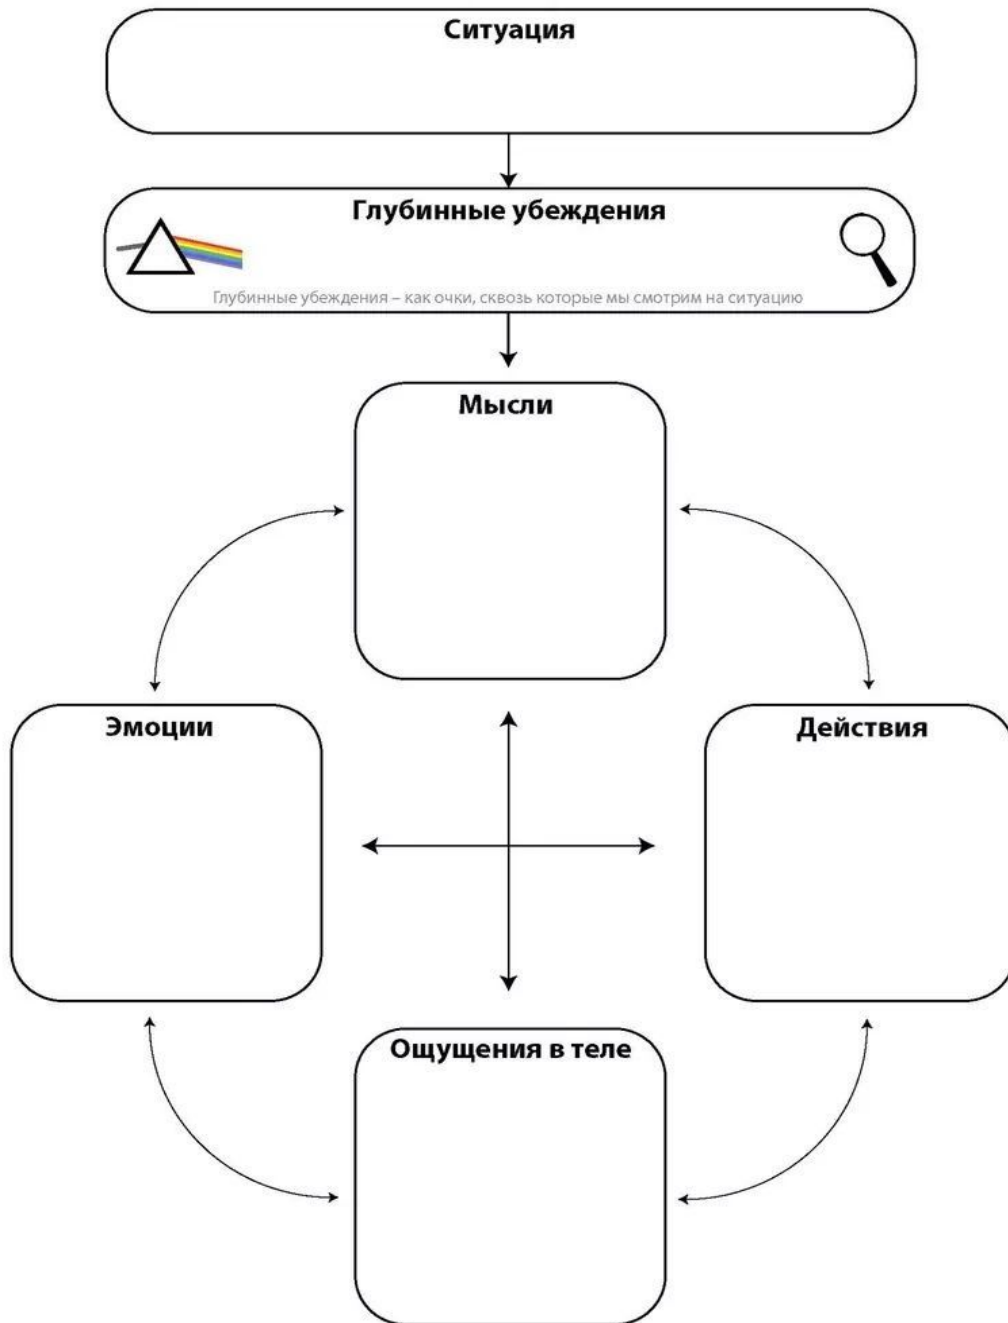 Ситуация
Глубинные убеждения
Глубинные убеждения – как очки, сквозь которые мы смотрим на ситуацию
Мысли
Эмоции
Действия
Ощущения в теле